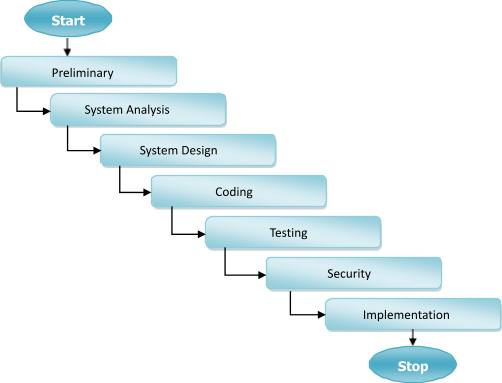 Start
Preliminary
System Analysis
System Design
Coding
Testing
Security
Implementation
Stop